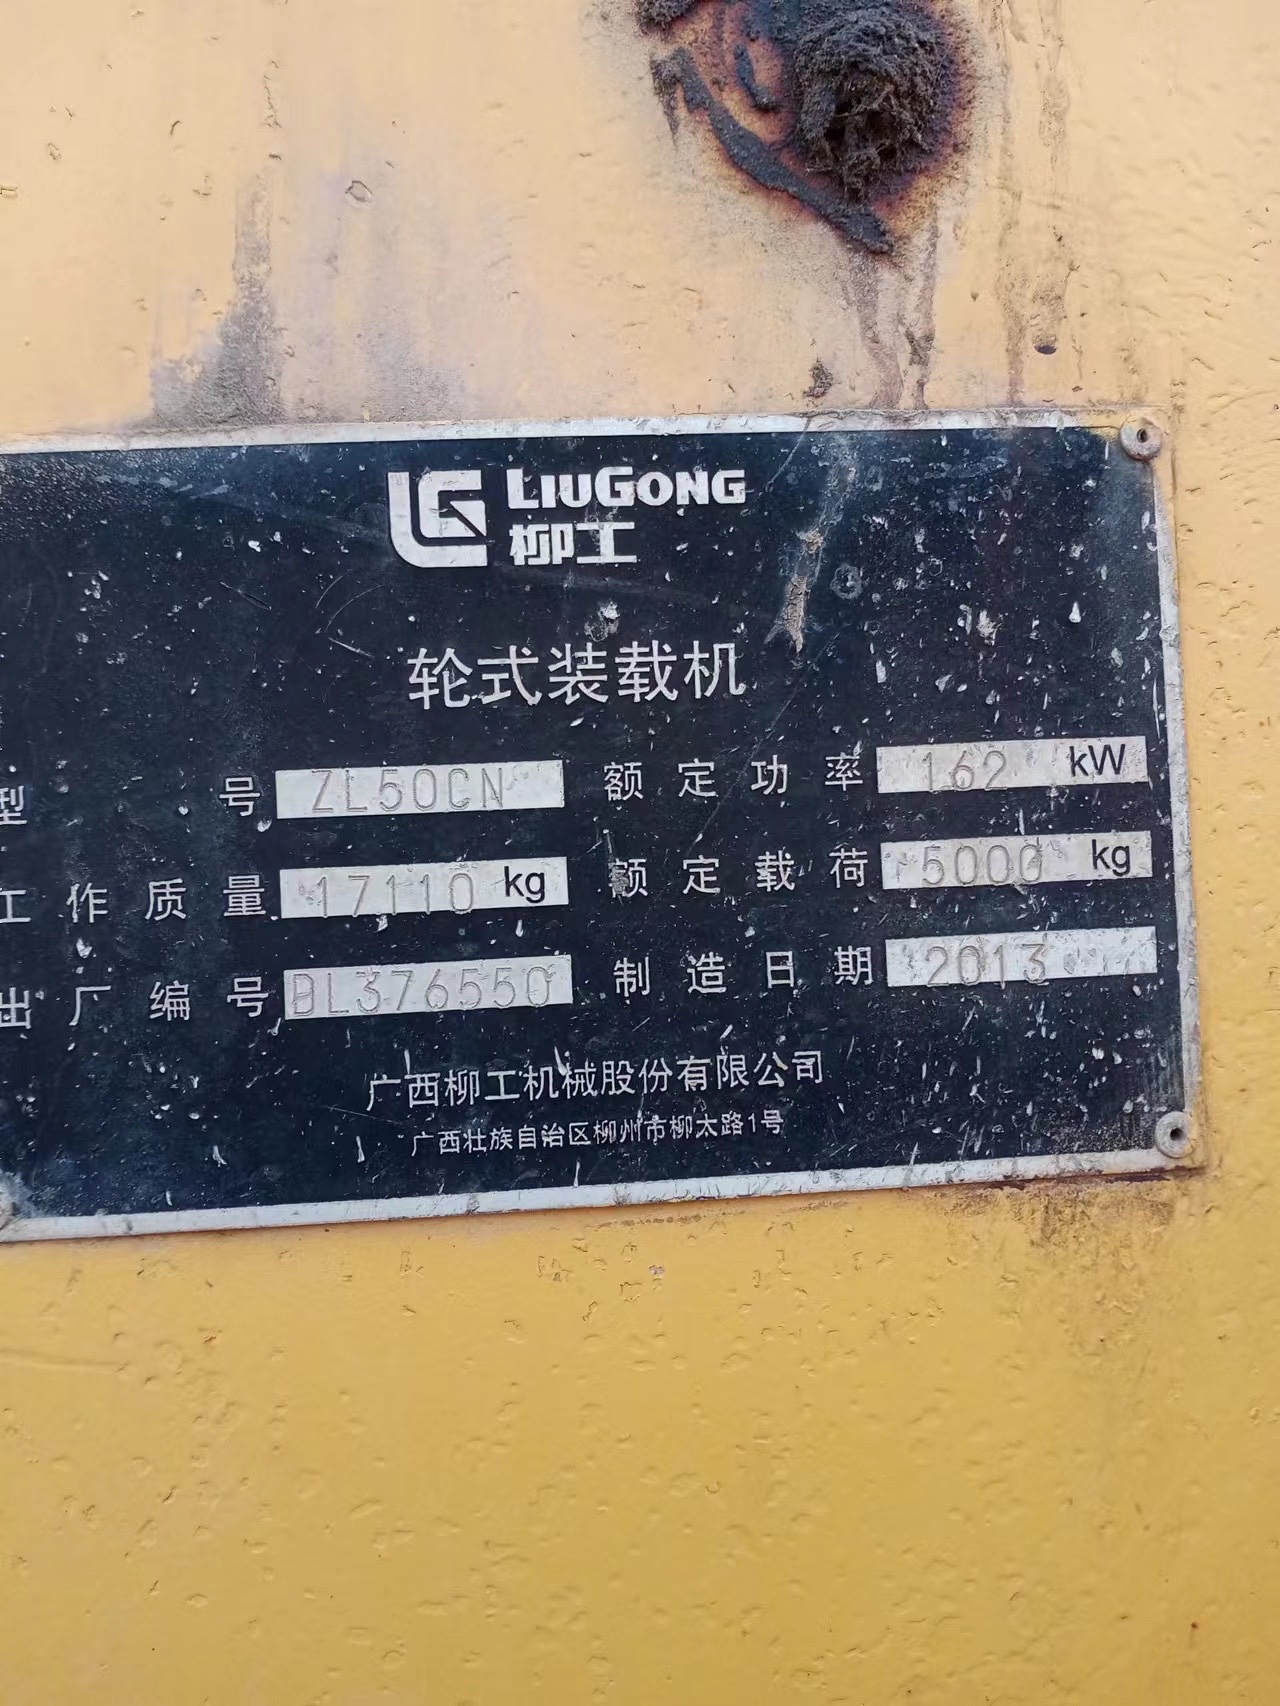 LIUGONG
柳工
轮式装载机
型 号 ZL50CN 额定功率 162 kW
工作质量 17110 kg 额定载荷 5000 kg
出厂编号 BL376550 制造日期 2013
广西柳工机械股份有限公司
广西壮族自治区柳州市柳太路1号